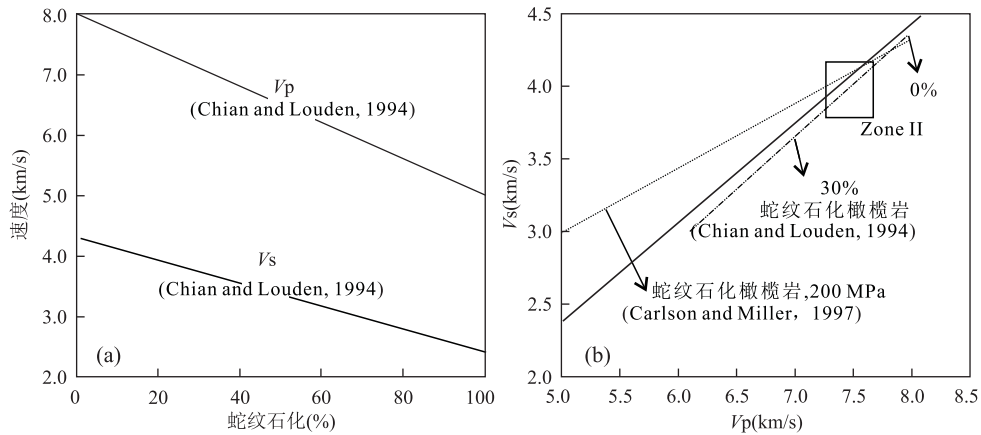 8.0
7.0
6.0
5.0
4.0
3.0
2.0
速度(km/s)
Vp
(Chian and Louden, 1994)
Vs
(Chian and Louden, 1994)
(a)
0 20 40 60 80 100
蛇纹石化(%)
4.5
4.0
3.5
3.0
2.5
2.0
Vs(km/s)
0%
Zone II
30%
蛇纹石化橄榄岩
(Chian and Louden, 1994)
蛇纹石化橄榄岩,200 MPa
(Carlson and Miller，1997)
(b)
5.0 5.5 6.0 6.5 7.0 7.5 8.0 8.5
Vp(km/s)